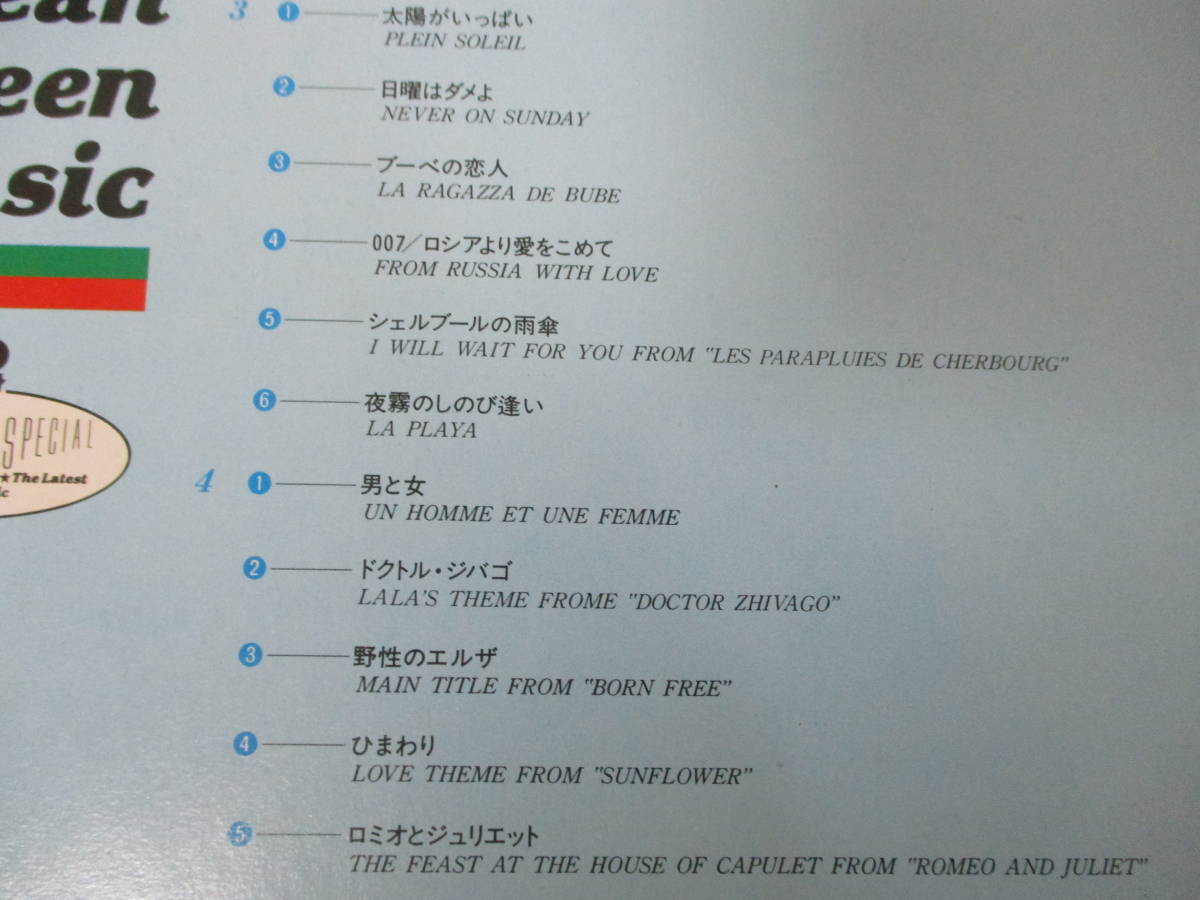 een
sic
SPECIAL
★The Latest
3 1 太陽がいっぱい
PLEIN SOLEIL
2 日曜はダメよ
NEVER ON SUNDAY
3 ブーベの恋人
LA RAGAZZA DE BUBE
4 007/ロシアより愛をこめて
FROM RUSSIA WITH LOVE
5 シェルブールの雨傘
I WILL WAIT FOR YOU FROM "LES PARAPLUIES DE CHERBOURG"
6 夜霧のしのび逢い
LA PLAYA
4 1 男と女
UN HOMME ET UNE FEMME
2 ドクトル・ジバゴ
LALA'S THEME FROME "DOCTOR ZHIVAGO"
3 野性のエルザ
MAIN TITLE FROM "BORN FREE"
4 ひまわり
LOVE THEME FROM "SUNFLOWER"
5 ロミオとジュリエット
THE FEAST AT THE HOUSE OF CAPULET FROM "ROMEO AND JULIET"